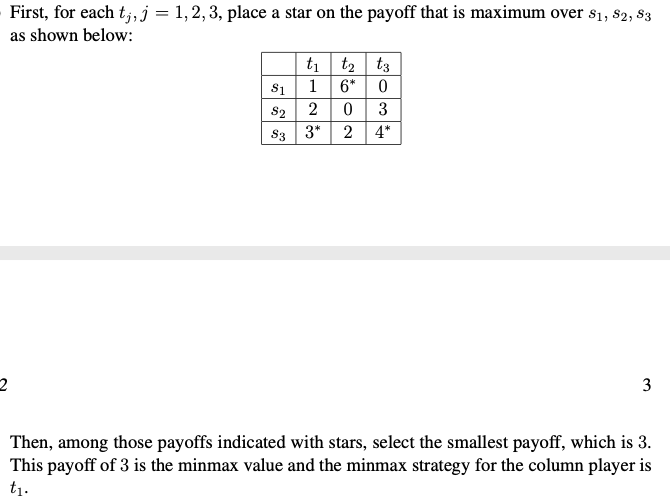 First, for each t_j, j = 1, 2, 3, place a star on the payoff that is maximum over s_1, s_2, s_3
as shown below:
t_1 t_2 t_3
s_1 1 6* 0
s_2 2 0 3
s_3 3* 2 4*
2 3
Then, among those payoffs indicated with stars, select the smallest payoff, which is 3.
This payoff of 3 is the minmax value and the minmax strategy for the column player is
t_1.